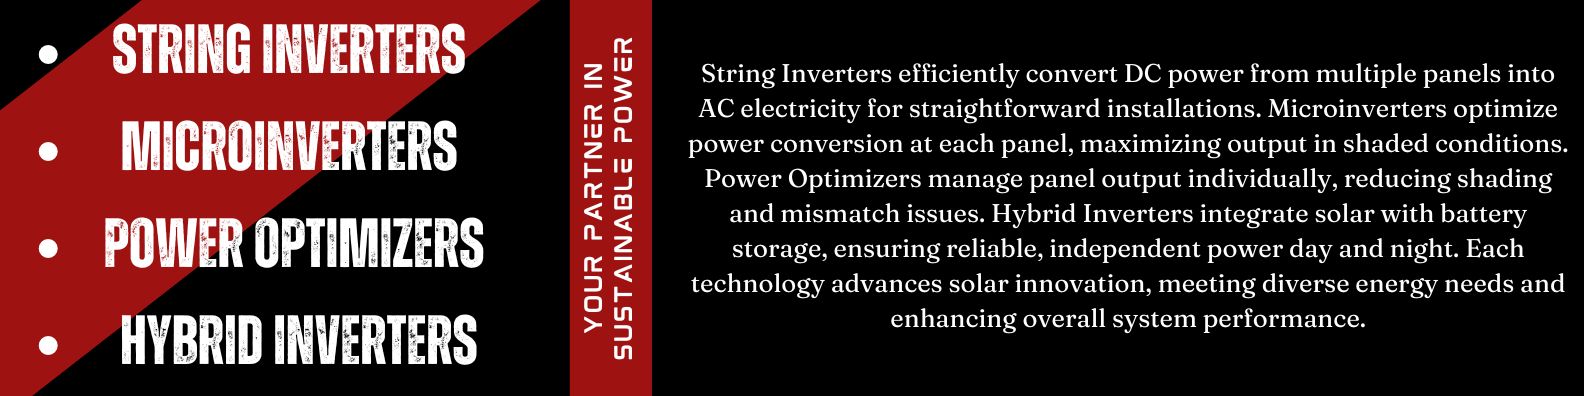 • STRING INVERTERS
• MICROINVERTERS
• POWER OPTIMIZERS
• HYBRID INVERTERS
YOUR PARTNER IN
SUSTAINABLE POWER
String Inverters efficiently convert DC power from multiple panels into
AC electricity for straightforward installations. Microinverters optimize
power conversion at each panel, maximizing output in shaded conditions.
Power Optimizers manage panel output individually, reducing shading
and mismatch issues. Hybrid Inverters integrate solar with battery
storage, ensuring reliable, independent power day and night. Each
technology advances solar innovation, meeting diverse energy needs and
enhancing overall system performance.